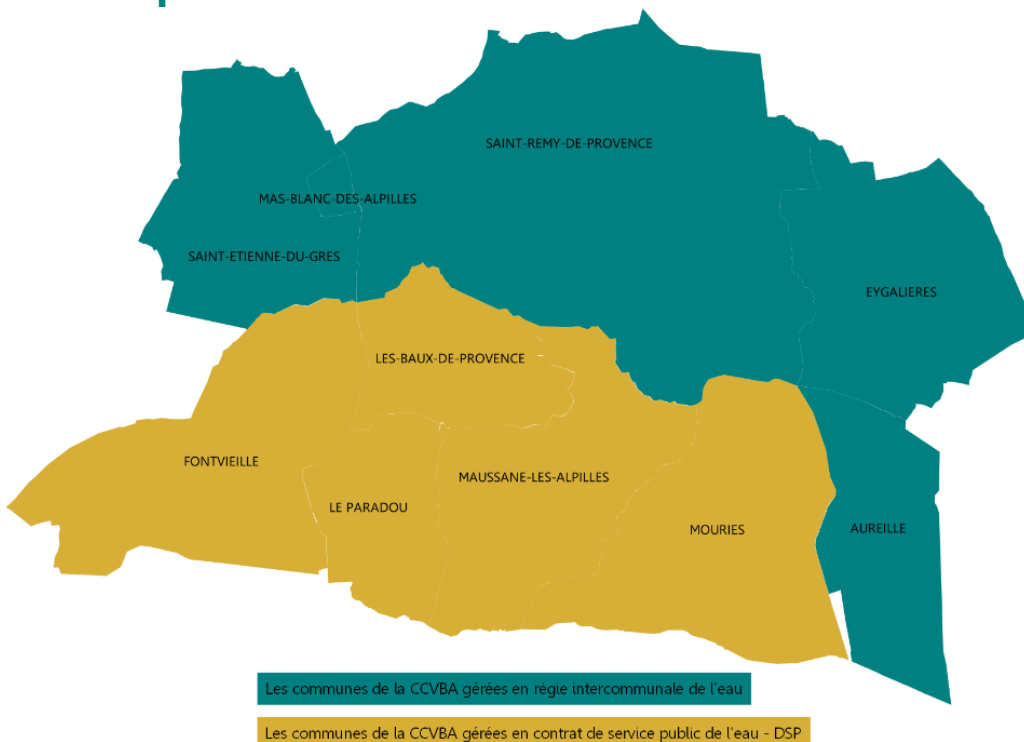 SAINT-REMY-DE-PROVENCE
MAS-BLANC-DES-ALPILLES
SAINT-ETIENNE-DU-GRES
EYGALIERES
LES-BAUX-DE-PROVENCE
FONTVIEILLE
MAUSSANE-LES-ALPILLES
LE PARADOU
MOURIES
AUREILLE
Les communes de la CCVBA gérées en régie intercommunale de l'eau
Les communes de la CCVBA gérées en contrat de service public de l'eau - DSP